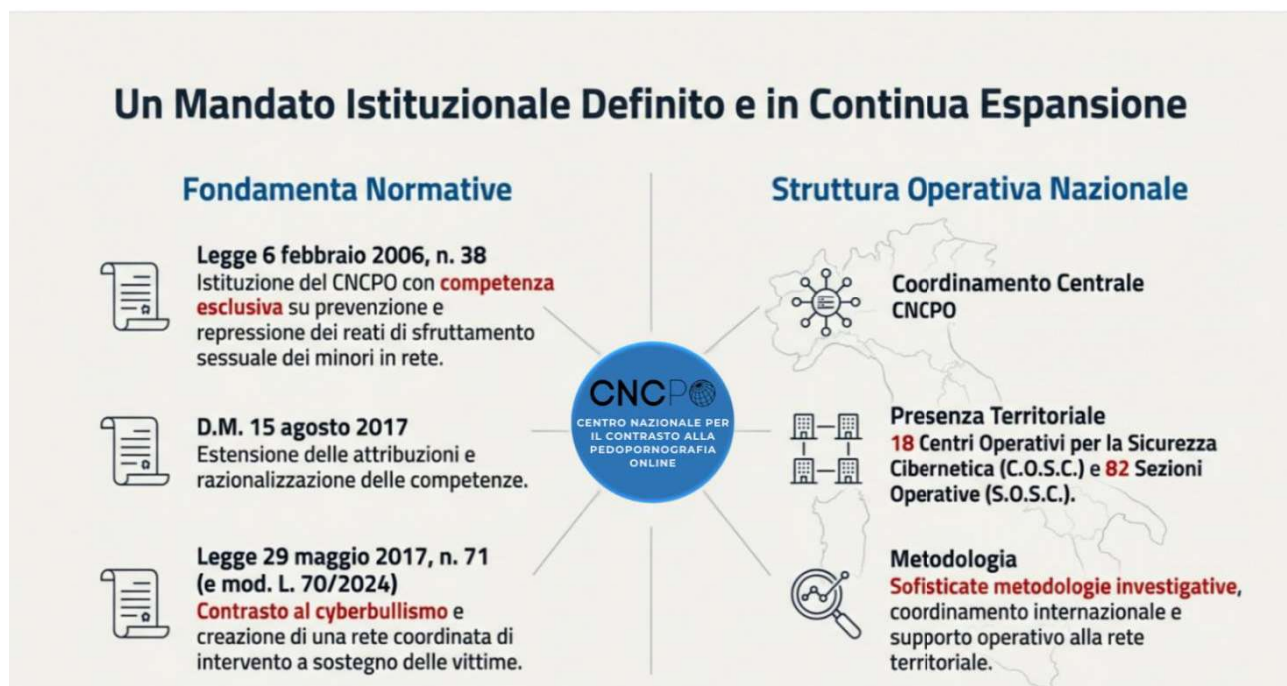 Un Mandato Istituzionale Definito e in Continua Espansione
Fondamenta Normative
Legge 6 febbraio 2006, n. 38
Istituzione del CNCPO con competenza
esclusiva su prevenzione e
repressione dei reati di sfruttamento
sessuale dei minori in rete.
D.M. 15 agosto 2017
Estensione delle attribuzioni e
razionalizzazione delle competenze.
Legge 29 maggio 2017, n. 71
(e mod. L. 70/2024)
Contrasto al cyberbullismo e
creazione di una rete coordinata di
intervento a sostegno delle vittime.
CNCPO
CENTRO NAZIONALE PER
IL CONTRASTO ALLA
PEDOPORNOGRAFIA
ONLINE
Struttura Operativa Nazionale
Coordinamento Centrale
CNCPO
Presenza Territoriale
18 Centri Operativi per la Sicurezza
Cibernetica (C.O.S.C.) e 82 Sezioni
Operative (S.O.S.C.).
Metodologia
Sofisticate metodologie investigative,
coordinamento internazionale e
supporto operativo alla rete
territoriale.